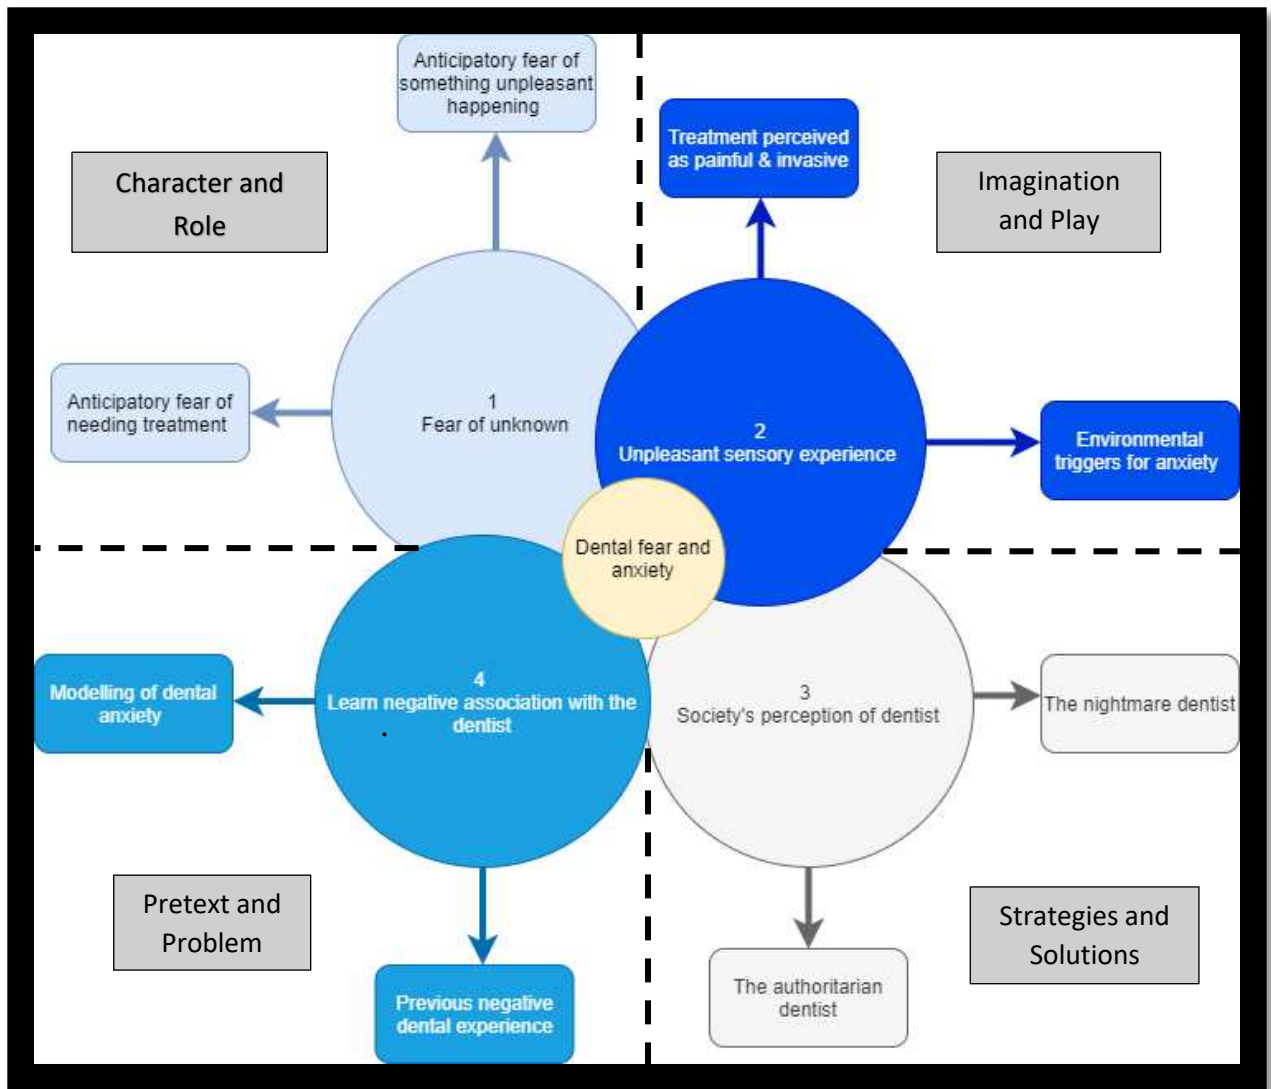 Anticipatory fear of
something unpleasant
happening
Character and
Role
Treatment perceived
as painful & invasive
Imagination
and Play
Anticipatory fear of
needing treatment
1
Fear of unknown
2
Unpleasant sensory experience
Environmental
triggers for anxiety
Dental fear and
anxiety
Modelling of dental
anxiety
4
Learn negative association with the
dentist
.
3
Society's perception of dentist
The nightmare dentist
Pretext and
Problem
Previous negative
dental experience
The authoritarian
dentist
Strategies and
Solutions